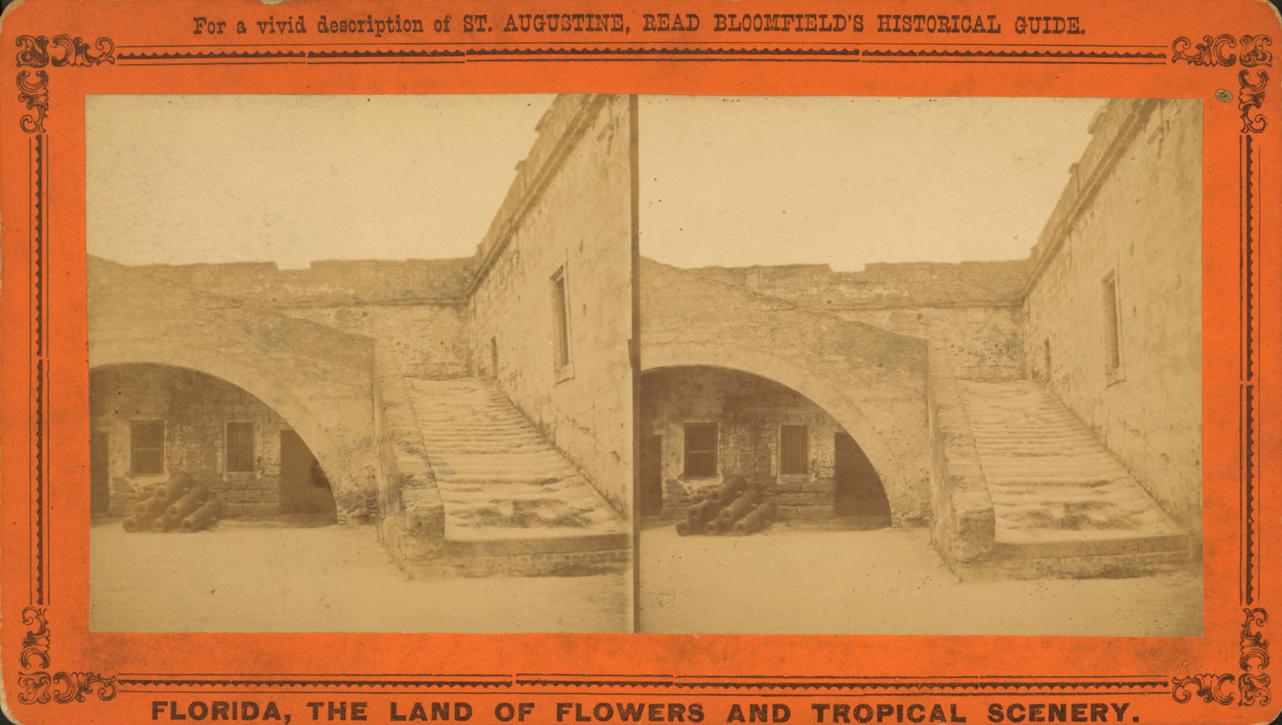 For a vivid description of ST. AUGUSTINE, READ BLOOMFIELD'S HISTORICAL GUIDE.
FLORIDA, THE LAND OF FLOWERS AND TROPICAL SCENERY.